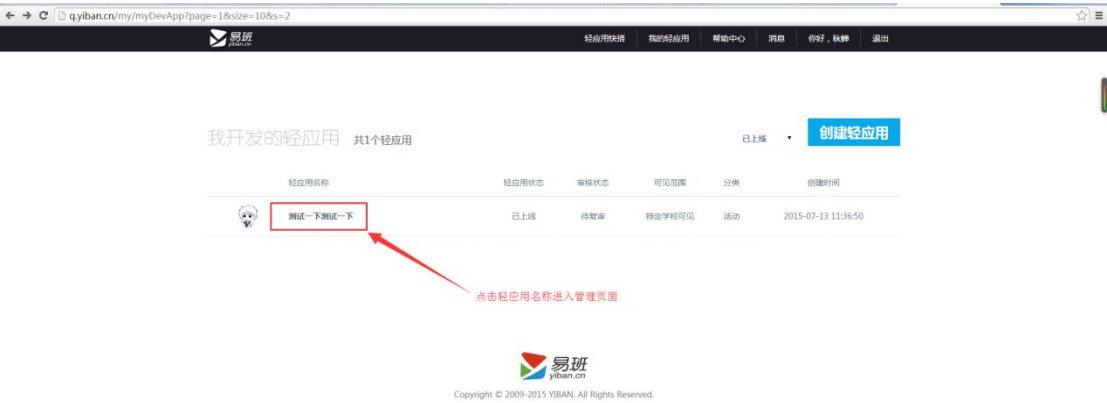 q.yiban.cn/my/myDevApp?page=1&size=10&s=2
易班 yiban.cn 轻应用快搭 我的轻应用 帮助中心 消息 你好，秋蝉 退出
我开发的轻应用 共1个轻应用 已上线 创建轻应用
轻应用名称 轻应用状态 审核状态 可见范围 分类 创建时间
测试一下测试一下 已上线 待复审 特定学校可见 活动 2015-07-13 11:36:50
点击轻应用名称进入管理页面
易班
yiban.cn
Copyright © 2009-2015 YIBAN. All Rights Reserved.